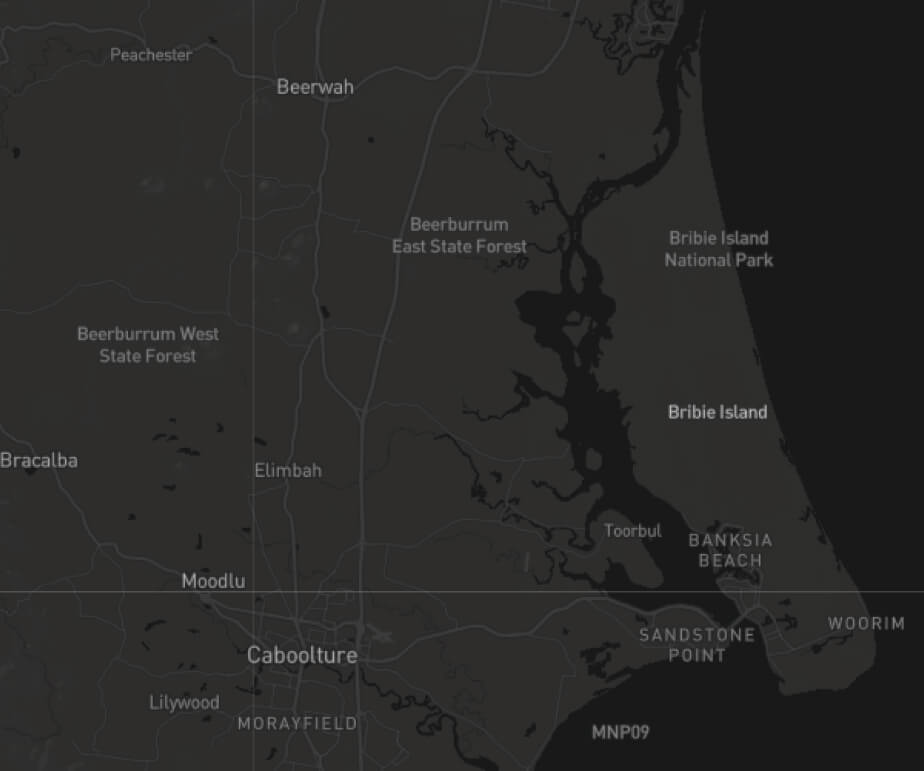 Peachester
Beerwah
Beerburrum
East State Forest
Bribie Island
National Park
Beerburrum West
State Forest
Bribie Island
Bracalba
Elimbah
Toorbul
BANKSIA
BEACH
Moodlu
WOORIM
SANDSTONE
POINT
Caboolture
Lilywood
MORAYFIELD
MNP09